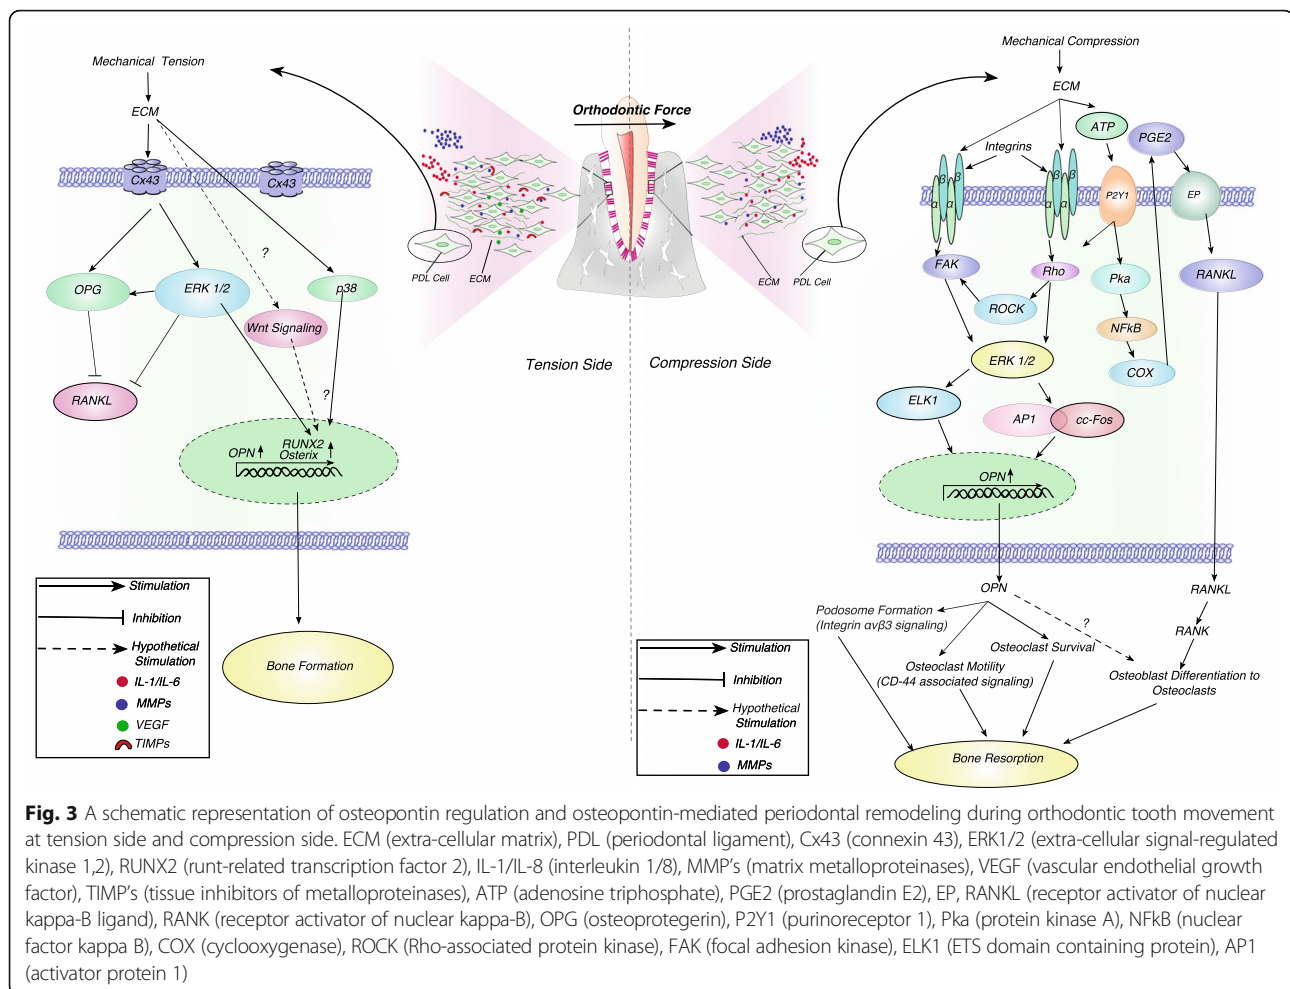 Mechanical Tension
ECM
Cx43
Cx43
?
OPG
ERK 1/2
p38
Wnt Signaling
?
RANKL
OPN
RUNX2
Osterix
Bone Formation
Stimulation
Inhibition
Hypothetical
Stimulation
IL-1/IL-6
MMPs
VEGF
TIMPs
Orthodontic Force
PDL Cell
ECM
ECM
PDL Cell
Tension Side
Compression Side
Mechanical Compression
ECM
ATP
PGE2
Integrins
β
β
α
β
β
α
P2Y1
EP
FAK
Rho
Pka
RANKL
ROCK
NFkB
ERK 1/2
COX
ELK1
AP1
cc-Fos
OPN
OPN
RANKL
Podosome Formation
(Integrin αvβ3 signaling)
?
RANK
Osteoclast Survival
Osteoclast Motility
(CD-44 associated signaling)
Osteoblast Differentiation to
Osteoclasts
Bone Resorption
Stimulation
Inhibition
Hypothetical
Stimulation
IL-1/IL-6
MMPs
Fig. 3 A schematic representation of osteopontin regulation and osteopontin-mediated periodontal remodeling during orthodontic tooth movement
at tension side and compression side. ECM (extra-cellular matrix), PDL (periodontal ligament), Cx43 (connexin 43), ERK1/2 (extra-cellular signal-regulated
kinase 1,2), RUNX2 (runt-related transcription factor 2), IL-1/IL-8 (interleukin 1/8), MMP's (matrix metalloproteinases), VEGF (vascular endothelial growth
factor), TIMP's (tissue inhibitors of metalloproteinases), ATP (adenosine triphosphate), PGE2 (prostaglandin E2), EP, RANKL (receptor activator of nuclear
kappa-B ligand), RANK (receptor activator of nuclear kappa-B), OPG (osteoprotegerin), P2Y1 (purinoreceptor 1), Pka (protein kinase A), NFkB (nuclear
factor kappa B), COX (cyclooxygenase), ROCK (Rho-associated protein kinase), FAK (focal adhesion kinase), ELK1 (ETS domain containing protein), AP1
(activator protein 1)